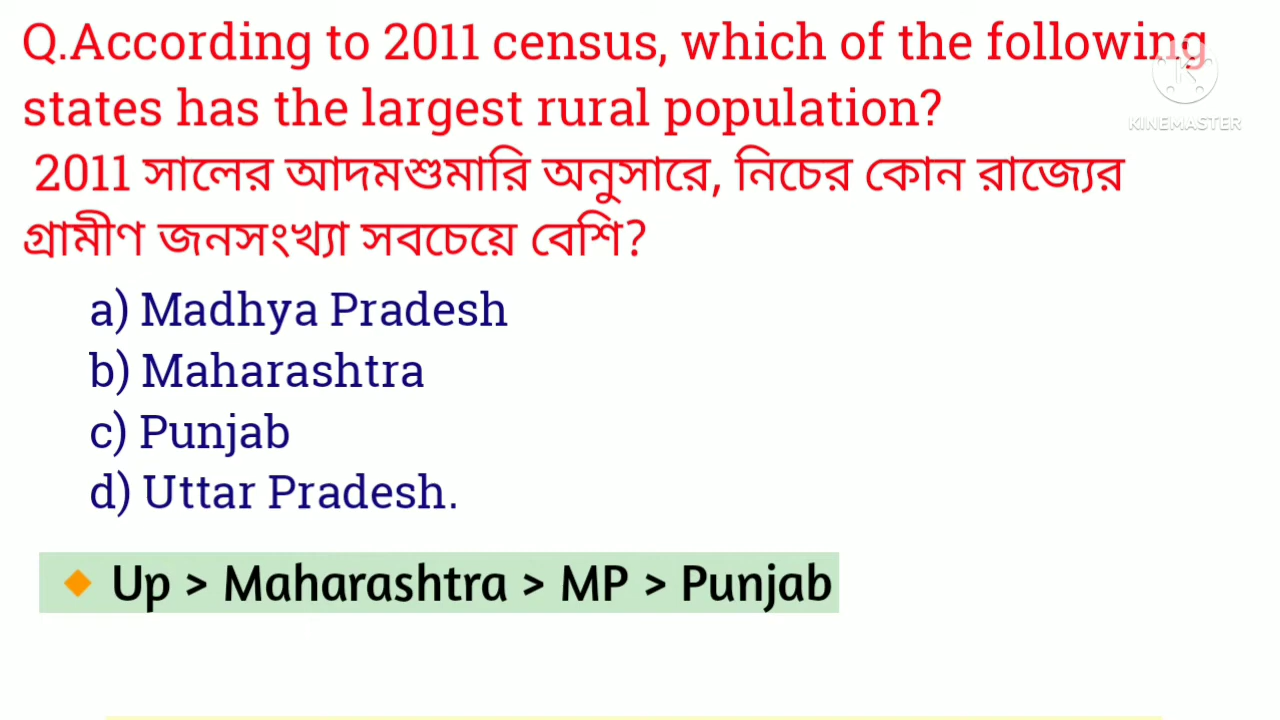 Q.According to 2011 census, which of the following
states has the largest rural population?
2011 সালের আদমশুমারি অনুসারে, নিচের কোন রাজ্যের
গ্রামীণ জনসংখ্যা সবচেয়ে বেশি?
a) Madhya Pradesh
b) Maharashtra
c) Punjab
d) Uttar Pradesh.
🔸 Up > Maharashtra > MP > Punjab
K
KINEMASTER